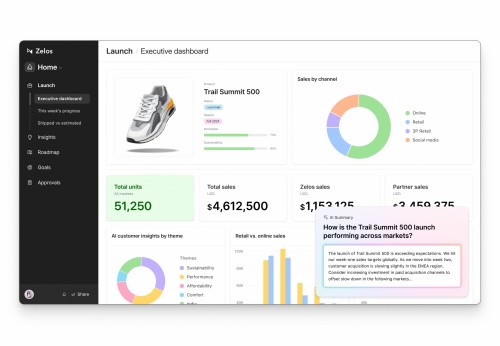 Zelos
Home
Launch
Executive dashboard
This week's progress
Shipped vs estimated
Insights
Roadmap
Goals
Approvals
Share
Launch / Executive dashboard
Trail Summit 500
Sales by channel
Online
Retail
3P Retail
Social media
Total units
51,250
Total sales
USD
$4,612,500
Zelos sales
USD
$1,153,125
Partner sales
USD
$3,459,375
AI customer insights by theme
Themes
Sustainability
Performance
Affordability
Comfort
Retail vs. online sales
AI Summary
How is the Trail Summit 500 launch
performing across markets?
The launch of Trail Summit 500 is exceeding expectations. We hit
our week-one sales targets globally. As we move into week two,
customer acquisition is slowing slightly in the EMEA region.
Consider increasing investment in paid acquisition channels to
offset slow down in the following markets...